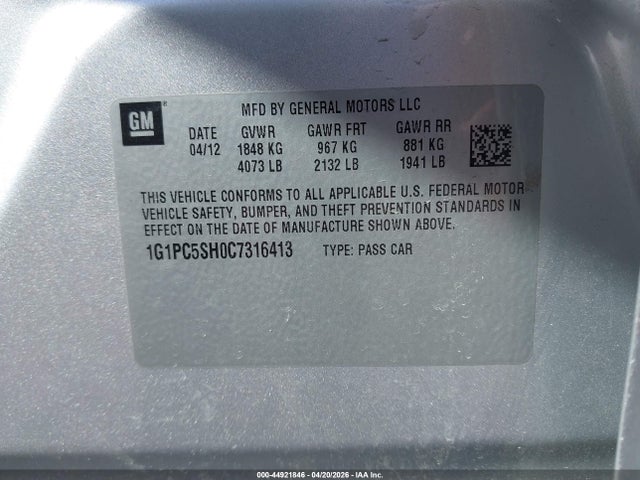 GM ®
MFD BY GENERAL MOTORS LLC
DATE GVWR GAWR FRT GAWR RR
04/12 1848 KG 967 KG 881 KG
4073 LB 2132 LB 1941 LB
THIS VEHICLE CONFORMS TO ALL APPLICABLE U.S. FEDERAL MOTOR
VEHICLE SAFETY, BUMPER, AND THEFT PREVENTION STANDARDS IN
EFFECT ON THE DATE OF MANUFACTURE SHOWN ABOVE.
1G1PC5SH0C7316413 TYPE: PASS CAR
000-44921846 - 04/20/2026 - IAA Inc.